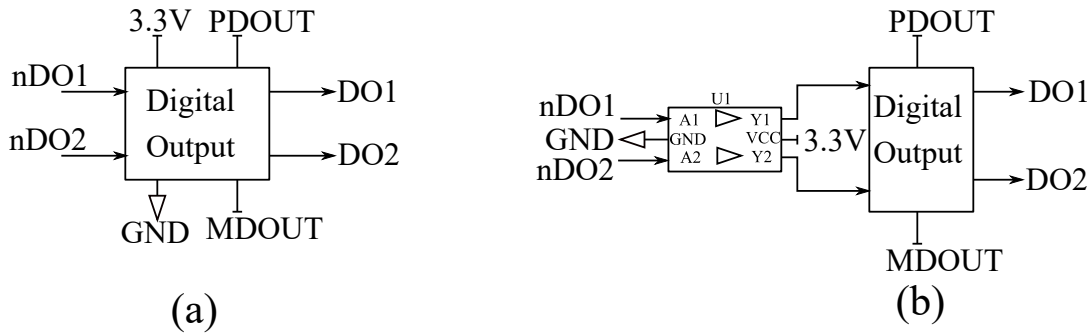 3.3V PDOUT
nDO1
Digital
DO1
nDO2
Output
DO2
GND
MDOUT
(a)
PDOUT
nDO1
U1
A1 Y1
Digital
DO1
GND
GND VCC
3.3V
nDO2
A2 Y2
Output
DO2
MDOUT
(b)